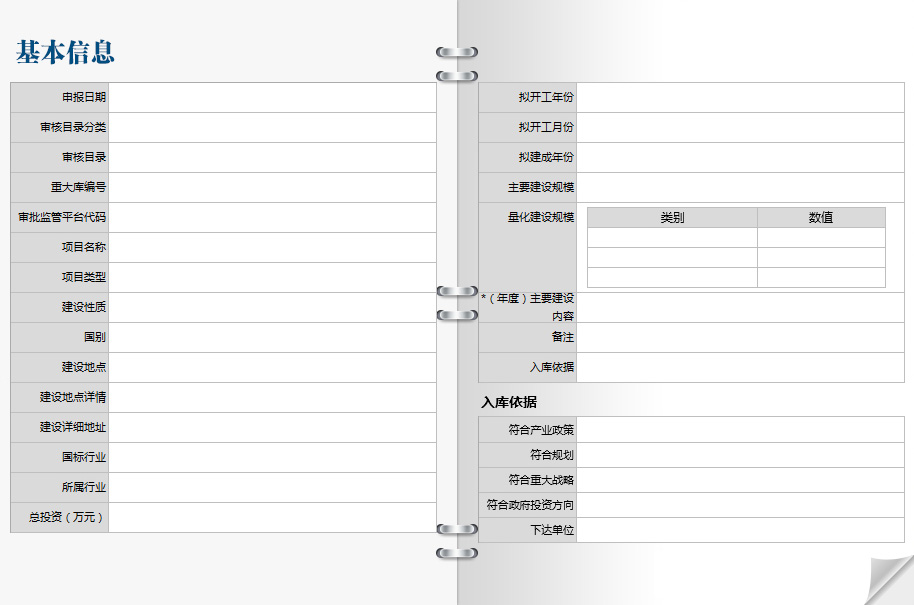 基本信息
申报日期
审核目录分类
审核目录
重大库编号
审批监管平台代码
项目名称
项目类型
建设性质
国别
建设地点
建设地点详情
建设详细地址
国标行业
所属行业
总投资（万元）
拟开工年份
拟开工月份
拟建成年份
主要建设规模
量化建设规模
类别 数值
*（年度）主要建设
内容
备注
入库依据
入库依据
符合产业政策
符合规划
符合重大战略
符合政府投资方向
下达单位